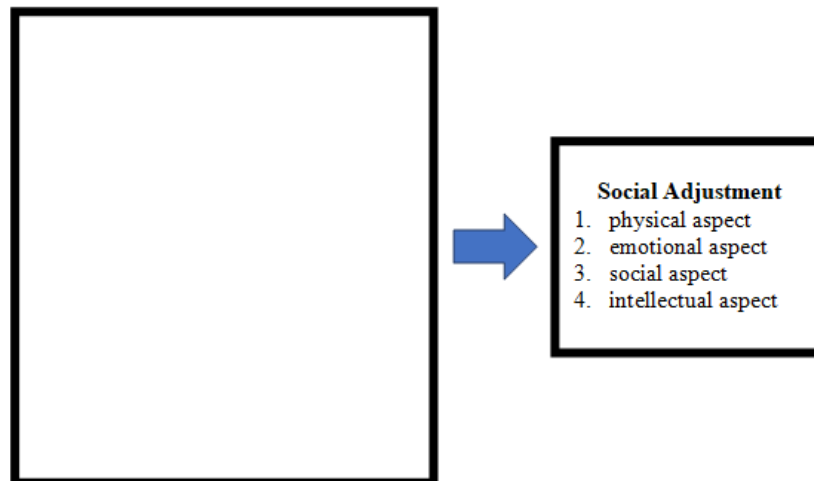 Social Adjustment
1. physical aspect
2. emotional aspect
3. social aspect
4. intellectual aspect